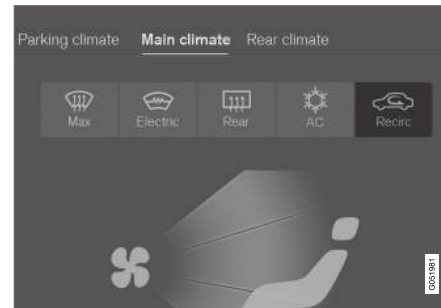 Parking climate Main climate Rear climate
Max Electric Rear AC Recirc
G051981